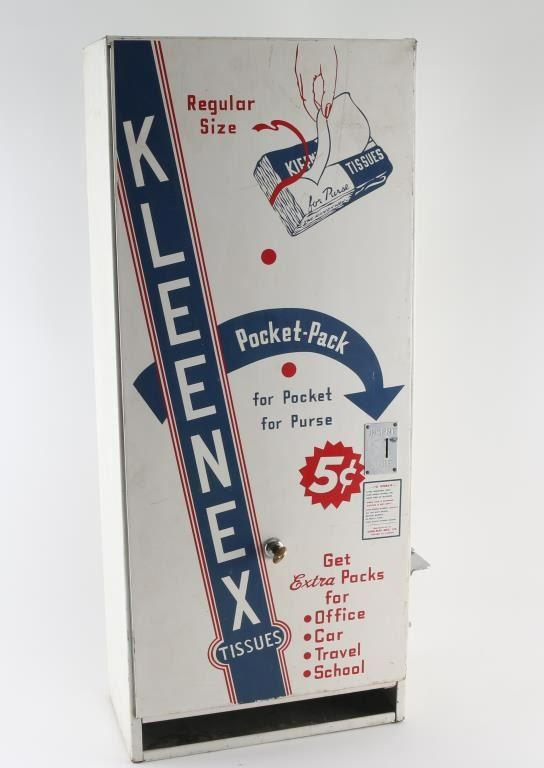 KLEENEX
TISSUES
Regular
Size
TISSUES
for Purse
Pocket-Pack
for Pocket
for Purse
5¢
INSERT
Get
Extra Packs
for
• Office
• Car
• Travel
• School